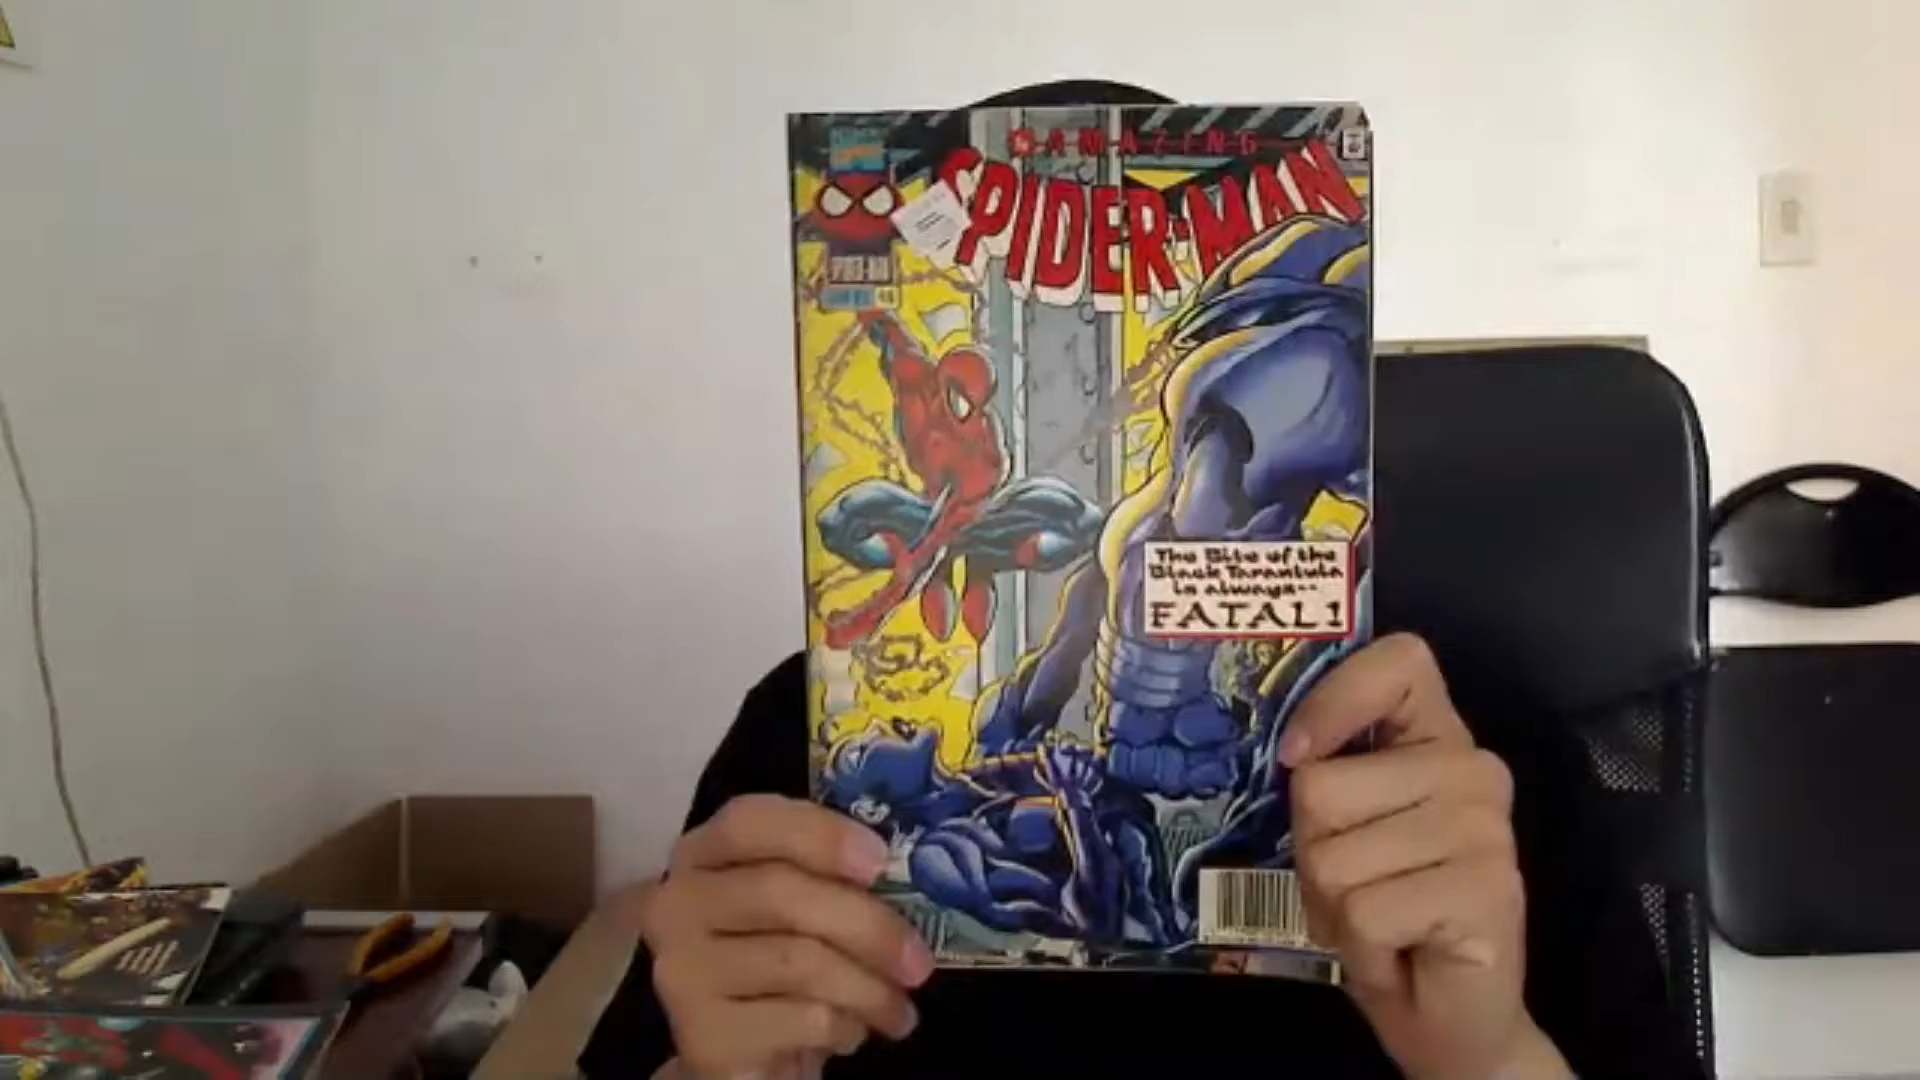 AMAZING
SPIDER-MAN
The Bite of the
Black Tarantula
is always--
FATAL!